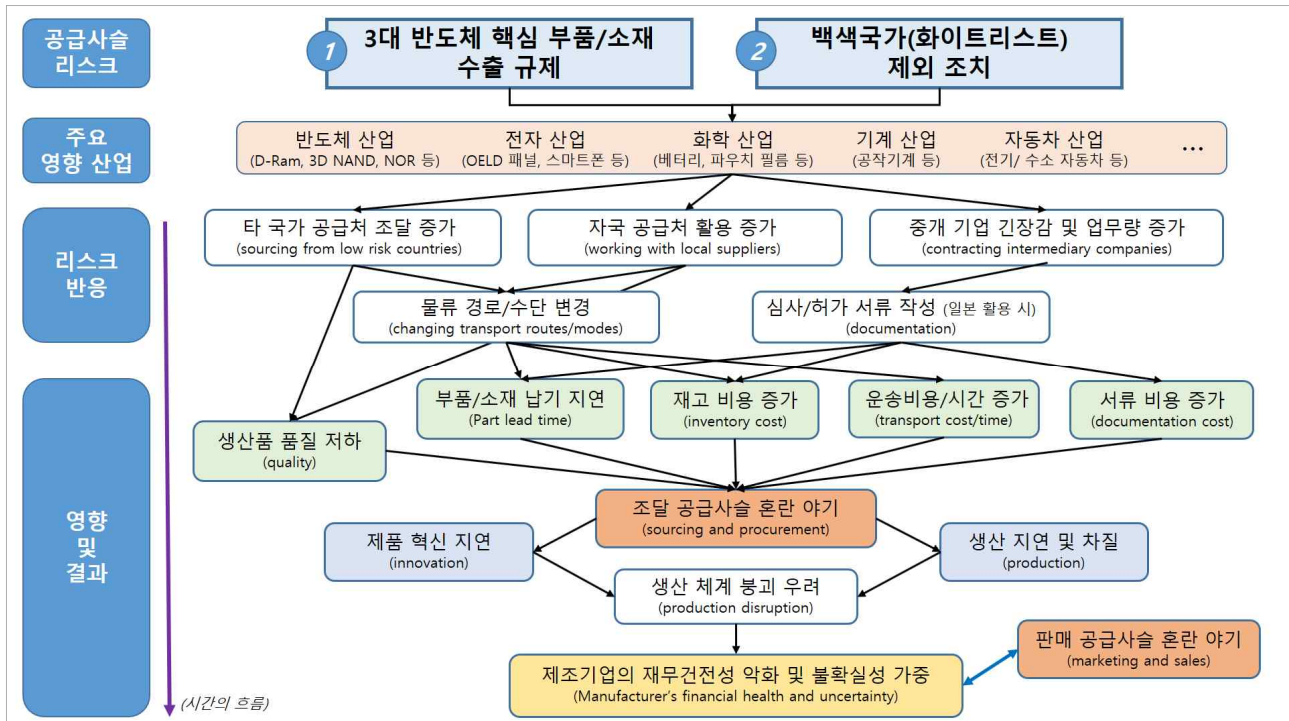 공급사슬
리스크
1
3대 반도체 핵심 부품/소재
수출 규제
2
백색국가(화이트리스트)
제외 조치
주요
영향 산업
반도체 산업
(D-Ram, 3D NAND, NOR 등)
전자 산업
(OELD 패널, 스마트폰 등)
화학 산업
(베터리, 파우치 필름 등)
기계 산업
(공작기계 등)
자동차 산업
(전기/ 수소 자동차 등)
...
리스크
반응
타 국가 공급처 조달 증가
(sourcing from low risk countries)
자국 공급처 활용 증가
(working with local suppliers)
중개 기업 긴장감 및 업무량 증가
(contracting intermediary companies)
물류 경로/수단 변경
(changing transport routes/modes)
심사/허가 서류 작성 (일본 활용 시)
(documentation)
영향
및
결과
부품/소재 납기 지연
(Part lead time)
재고 비용 증가
(inventory cost)
운송비용/시간 증가
(transport cost/time)
서류 비용 증가
(documentation cost)
생산품 품질 저하
(quality)
조달 공급사슬 혼란 야기
(sourcing and procurement)
제품 혁신 지연
(innovation)
생산 지연 및 차질
(production)
생산 체계 붕괴 우려
(production disruption)
판매 공급사슬 혼란 야기
(marketing and sales)
제조기업의 재무건전성 악화 및 불확실성 가중
(Manufacturer's financial health and uncertainty)
(시간의 흐름)